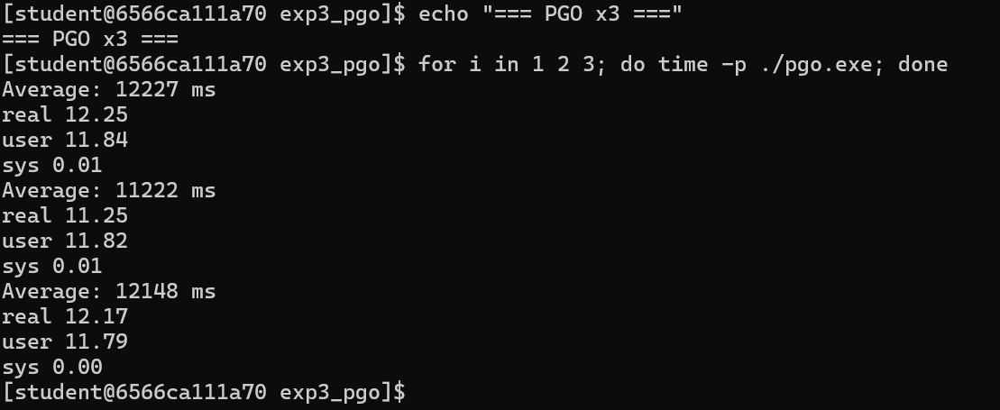 [student@6566ca111a70 exp3_pgo]$ echo "=== PGO x3 ==="
=== PGO x3 ===
[student@6566ca111a70 exp3_pgo]$ for i in 1 2 3; do time -p ./pgo.exe; done
Average: 12227 ms
real 12.25
user 11.84
sys 0.01
Average: 11222 ms
real 11.25
user 11.82
sys 0.01
Average: 12148 ms
real 12.17
user 11.79
sys 0.00
[student@6566ca111a70 exp3_pgo]$